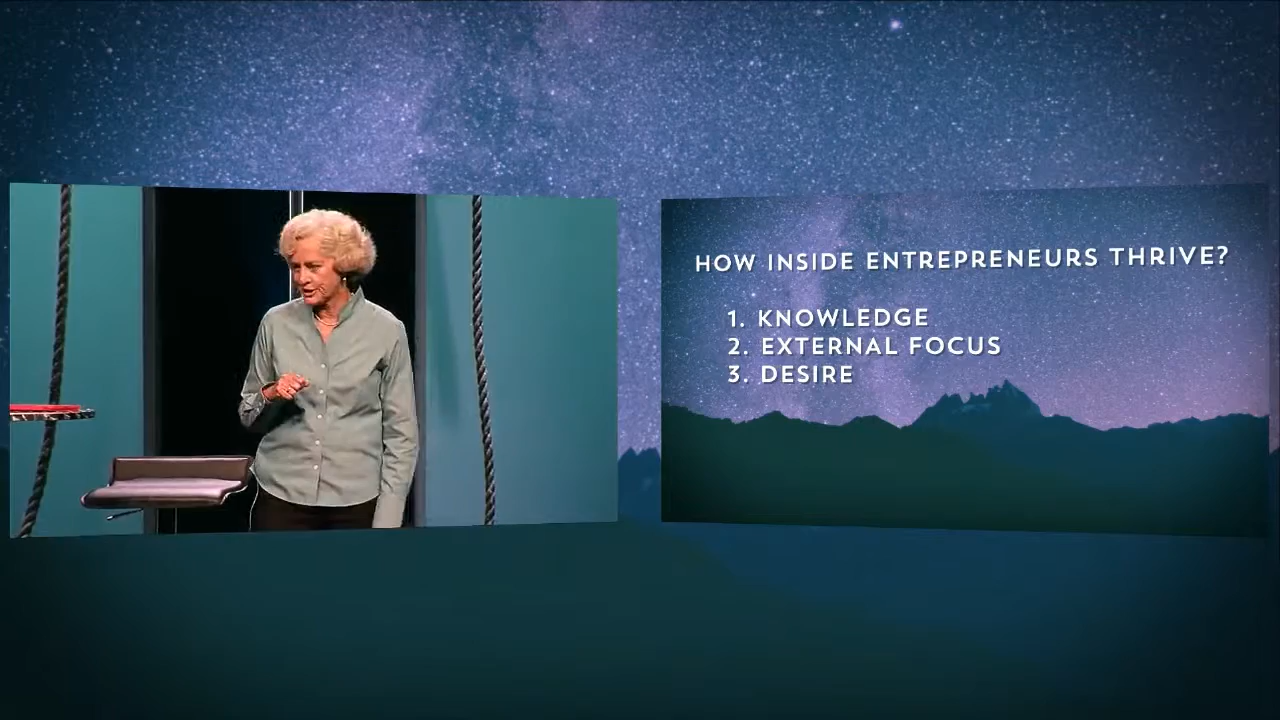 HOW INSIDE ENTREPRENEURS THRIVE?
1. KNOWLEDGE
2. EXTERNAL FOCUS
3. DESIRE